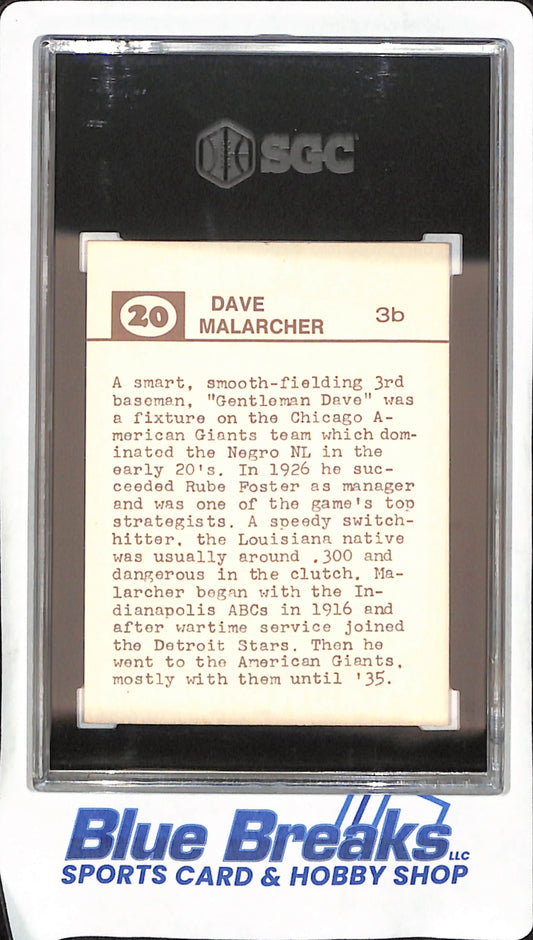 SGC
20
DAVE
MALARCHER
3b
A smart, smooth-fielding 3rd
baseman, "Gentleman Dave" was
a fixture on the Chicago A-
merican Giants team which dom-
inated the Negro NL in the
early 20's. In 1926 he suc-
ceeded Rube Foster as manager
and was one of the game's top
strategists. A speedy switch-
hitter, the Louisiana native
was usually around .300 and
dangerous in the clutch. Ma-
larcher began with the In-
dianapolis ABCs in 1916 and
after wartime service joined
the Detroit Stars. Then he
went to the American Giants,
mostly with them until '35.
Blue Breaks LLC
SPORTS CARD & HOBBY SHOP